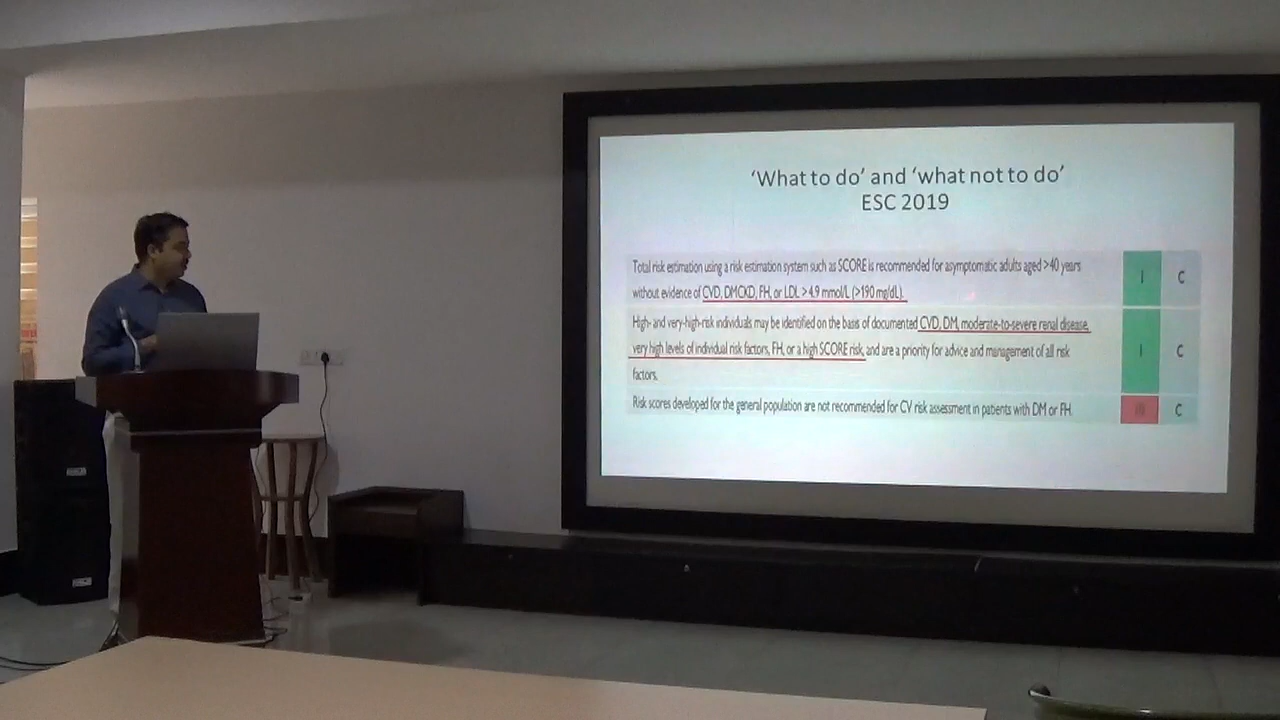 ‘What to do’ and ‘what not to do’
ESC 2019
Total risk estimation using a risk estimation system such as SCORE is recommended for asymptomatic adults aged >40 years I C
without evidence of CVD, DMCKD, FH, or LDL > 4.9 mmol/L (>190 mg/dL).
High- and very-high-risk individuals may be identified on the basis of documented CVD, DM, moderate-to-severe renal disease,
very high levels of individual risk factors, FH, or a high SCORE risk, and are a priority for advice and management of all risk I C
factors.
Risk scores developed for the general population are not recommended for CV risk assessment in patients with DM or FH. III C